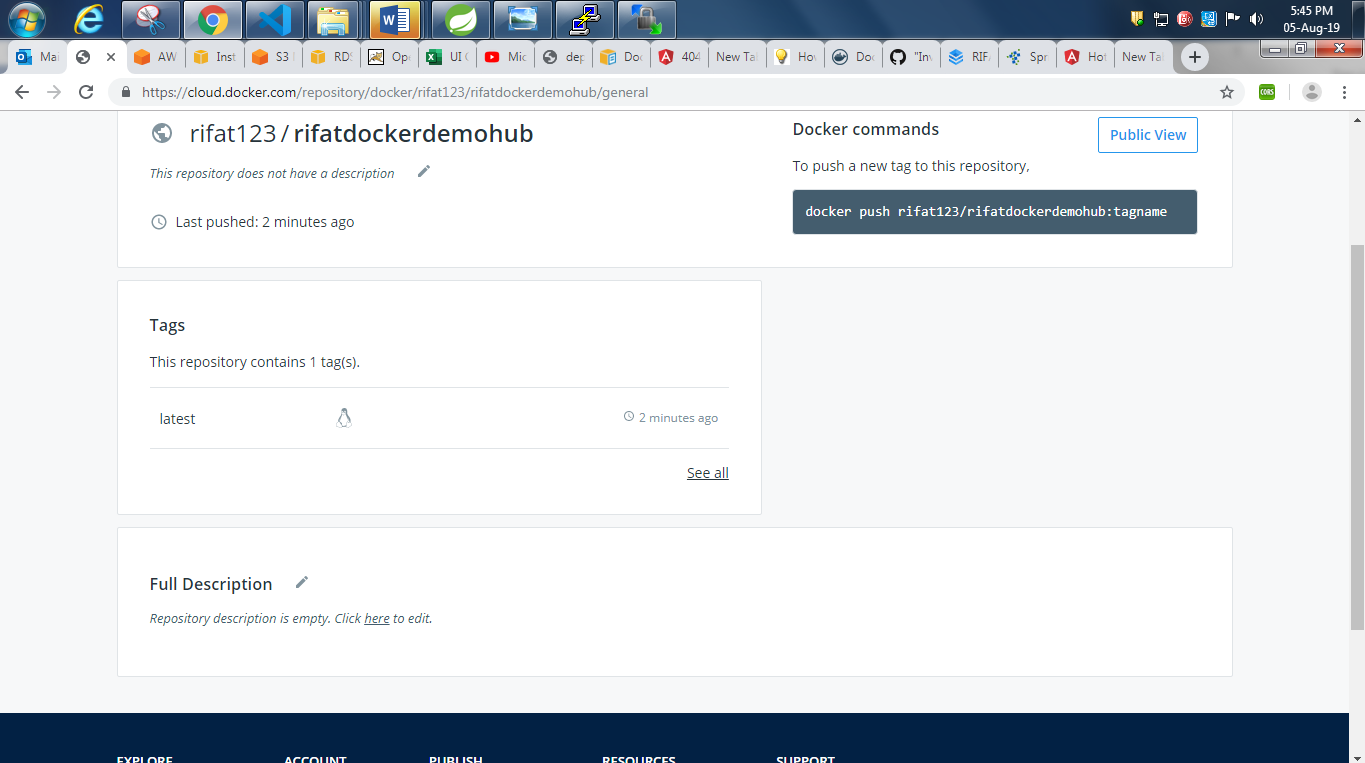 5:45 PM
05-Aug-19
Mai
AW
Inst
S3
RDS
Op
UI
Mic
dep
Doc
404
New Ta
Hov
Doc
"Inv
RIF
Spr
Hot
New Ta
https://cloud.docker.com/repository/docker/rifat123/rifatdockerdemohub/general
CORS
rifat123 / rifatdockerdemohub
This repository does not have a description
Last pushed: 2 minutes ago
Docker commands
Public View
To push a new tag to this repository,
docker push rifat123/rifatdockerdemohub:tagname
Tags
This repository contains 1 tag(s).
latest
2 minutes ago
See all
Full Description
Repository description is empty. Click here to edit.
EXPLORE
ACCOUNT
PUBLISH
RESOURCES
SUPPORT